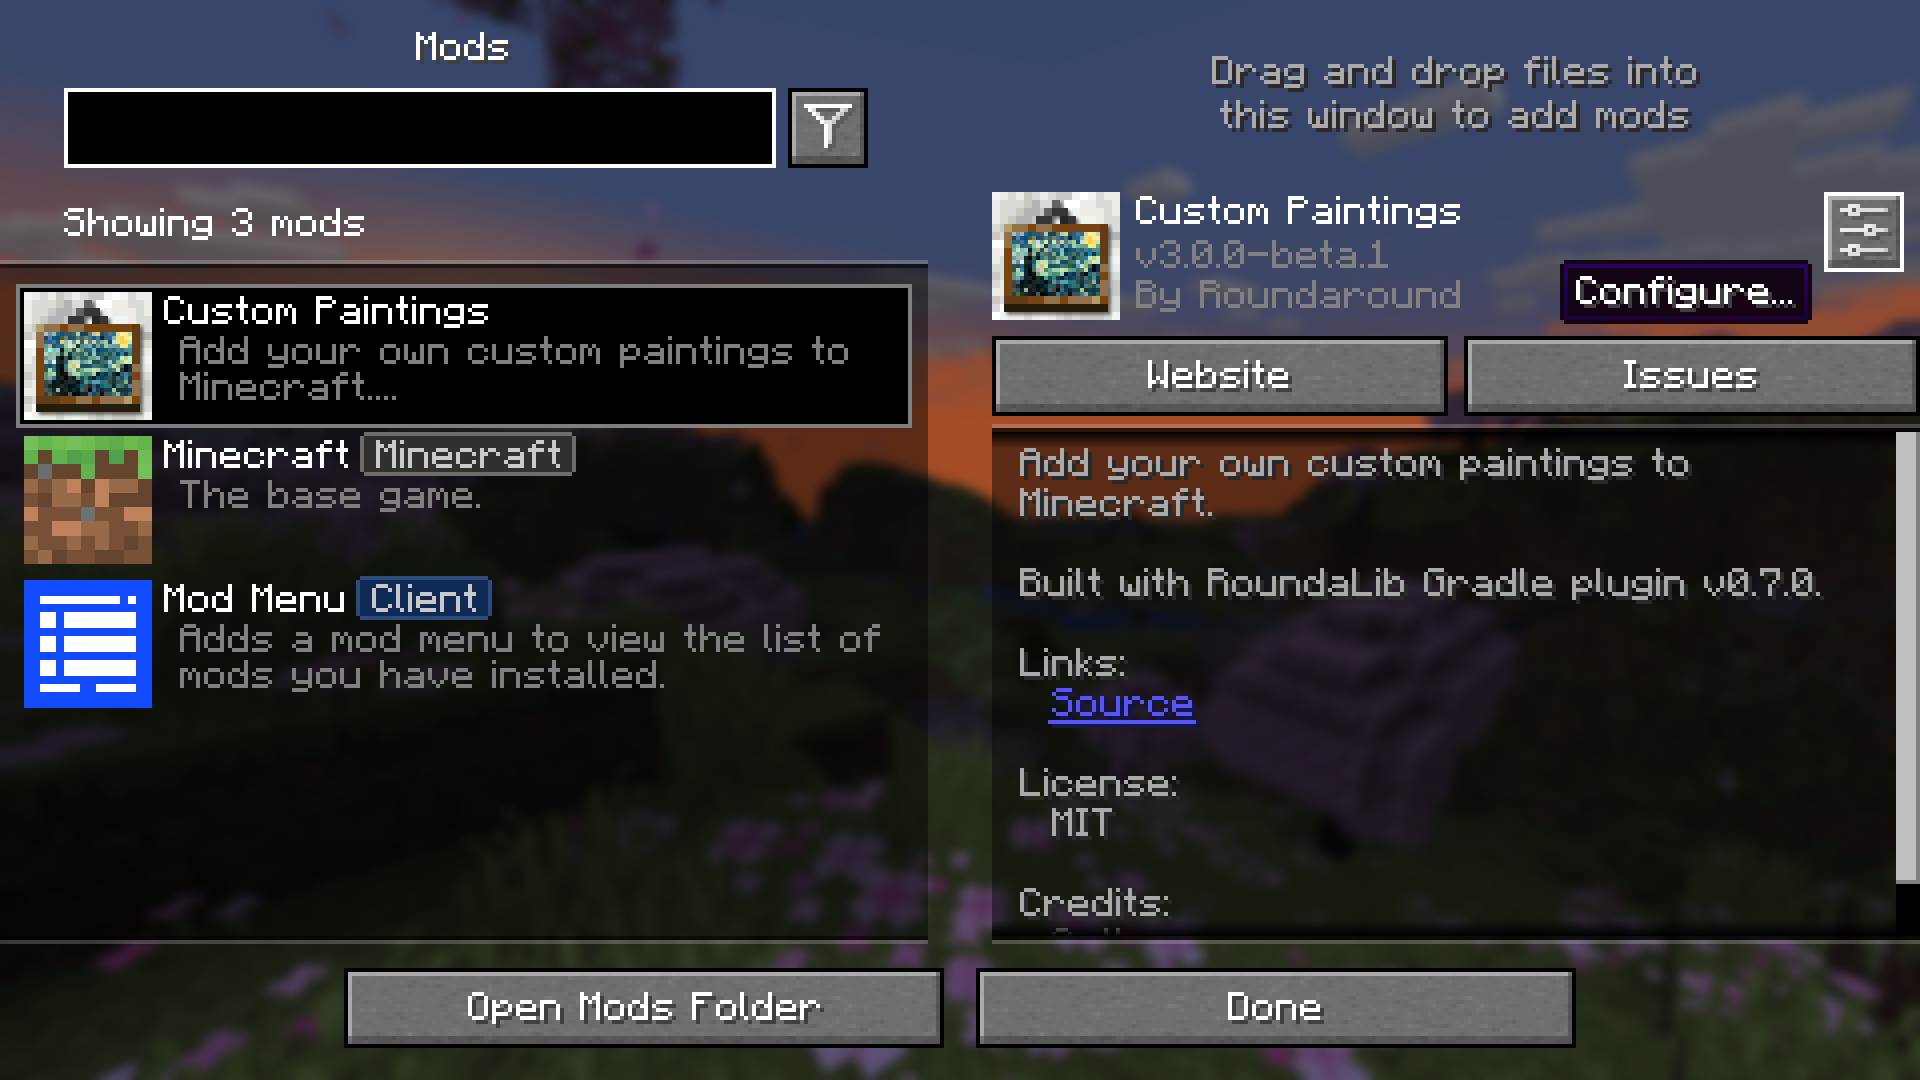 Mods
Drag and drop files into
this window to add mods
Showing 3 mods
Custom Paintings
Add your own custom paintings to
Minecraft....
Minecraft Minecraft
The base game.
Mod Menu Client
Adds a mod menu to view the list of
mods you have installed.
Custom Paintings
v3.0.0-beta.1
By Roundaround
Configure...
Website
Issues
Add your own custom paintings to
Minecraft.
Built with RoundaLib Gradle plugin v0.7.0.
Links:
Source
License:
MIT
Credits:
Open Mods Folder
Done